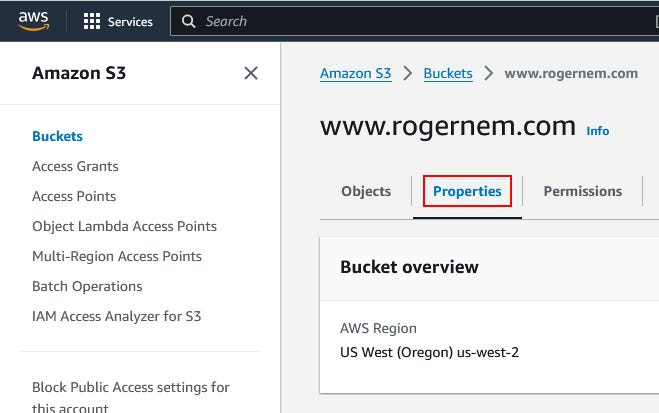 aws
Services
Search
Amazon S3
Buckets
Access Grants
Access Points
Object Lambda Access Points
Multi-Region Access Points
Batch Operations
IAM Access Analyzer for S3
Block Public Access settings for
this account
Amazon S3 > Buckets > www.rogernem.com
www.rogernem.com Info
Objects Properties Permissions
Bucket overview
AWS Region
US West (Oregon) us-west-2